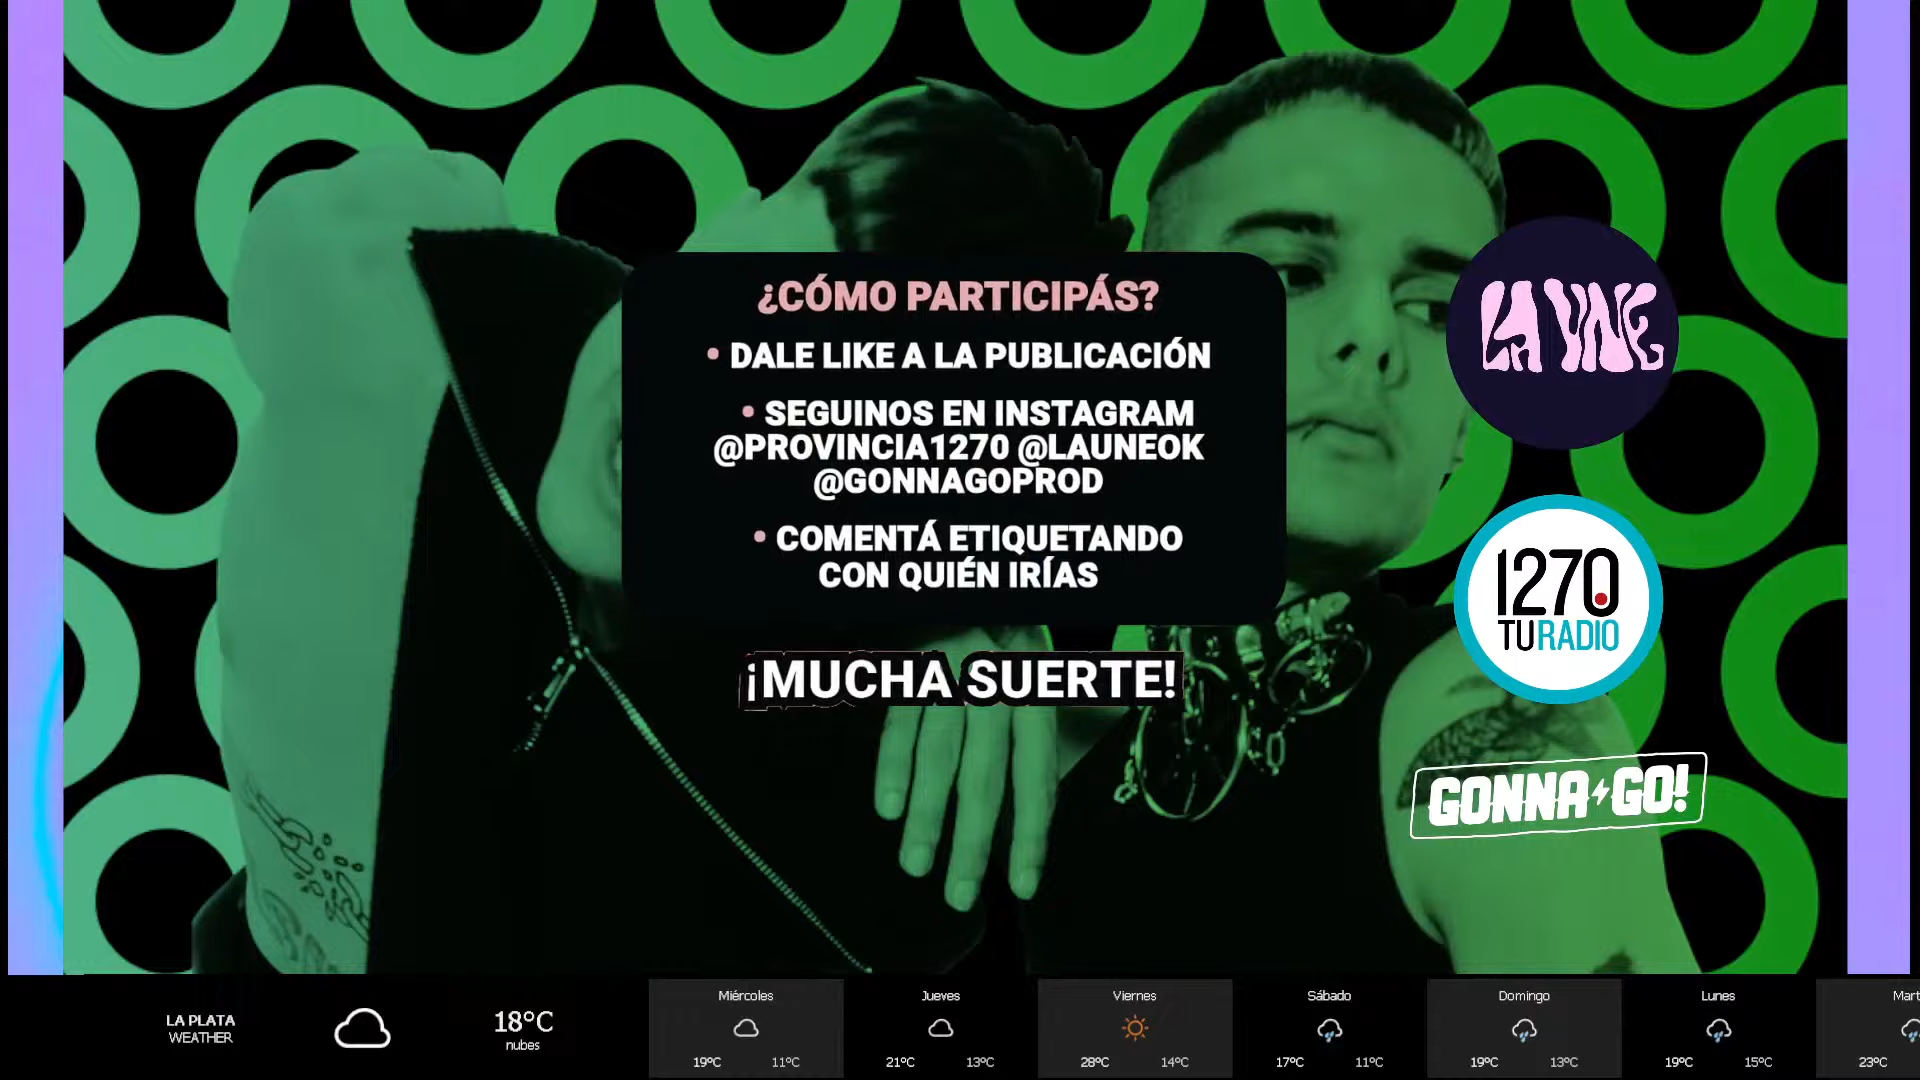 ¿CÓMO PARTICIPÁS?
• DALE LIKE A LA PUBLICACIÓN
• SEGUINOS EN INSTAGRAM
@PROVINCIA1270 @LAUNEOK
@GONNAGOPROD
• COMENTÁ ETIQUETANDO
CON QUIÉN IRÍAS
¡MUCHA SUERTE!
LA UNE
1270
TURADIO
GONNA GO!
LA PLATA
WEATHER
18°C
nubes
Miércoles
19°C 11°C
Jueves
21°C 13°C
Viernes
28°C 14°C
Sábado
17°C 11°C
Domingo
19°C 13°C
Lunes
19°C 15°C
Mart
23°C